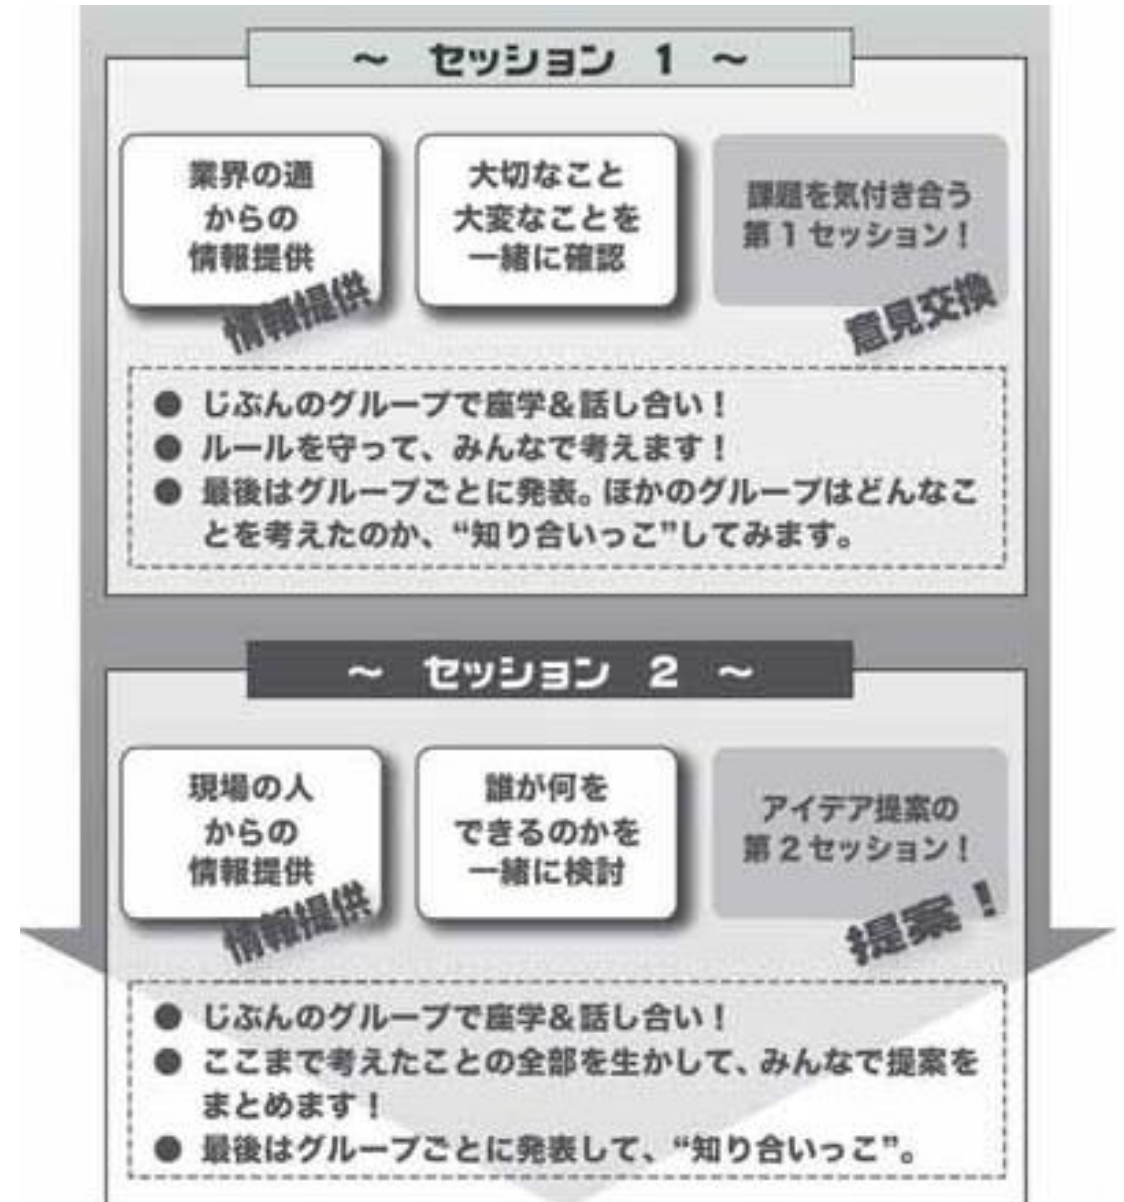 ～ セッション 1 ～
業界の通
からの
情報提供
情報提供
大切なこと
大変なことを
一緒に確認
課題を気付き合う
第1セッション！
意見交換
● じぶんのグループで座学&話し合い！
● ルールを守って、みんなで考えます！
● 最後はグループごとに発表。ほかのグループはどんなこ
とを考えたのか、“知り合いっこ”してみます。
～ セッション 2 ～
現場の人
からの
情報提供
情報提供
誰が何を
できるのかを
一緒に検討
アイデア提案の
第2セッション！
提案！
● じぶんのグループで座学&話し合い！
● ここまで考えたことの全部を生かして、みんなで提案を
まとめます！
● 最後はグループごとに発表して、“知り合いっこ”。